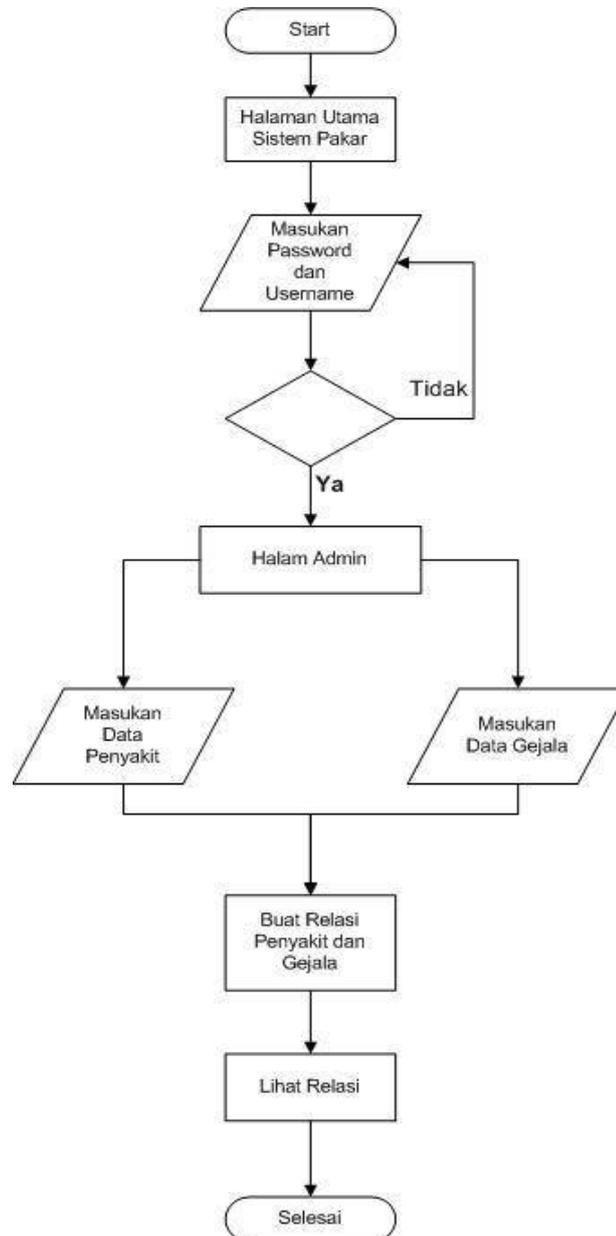 Start
Halaman Utama
Sistem Pakar
Masukan
Password
dan
Username
Tidak
Ya
Halam Admin
Masukan
Data
Penyakit
Masukan
Data Gejala
Buat Relasi
Penyakit dan
Gejala
Lihat Relasi
Selesai